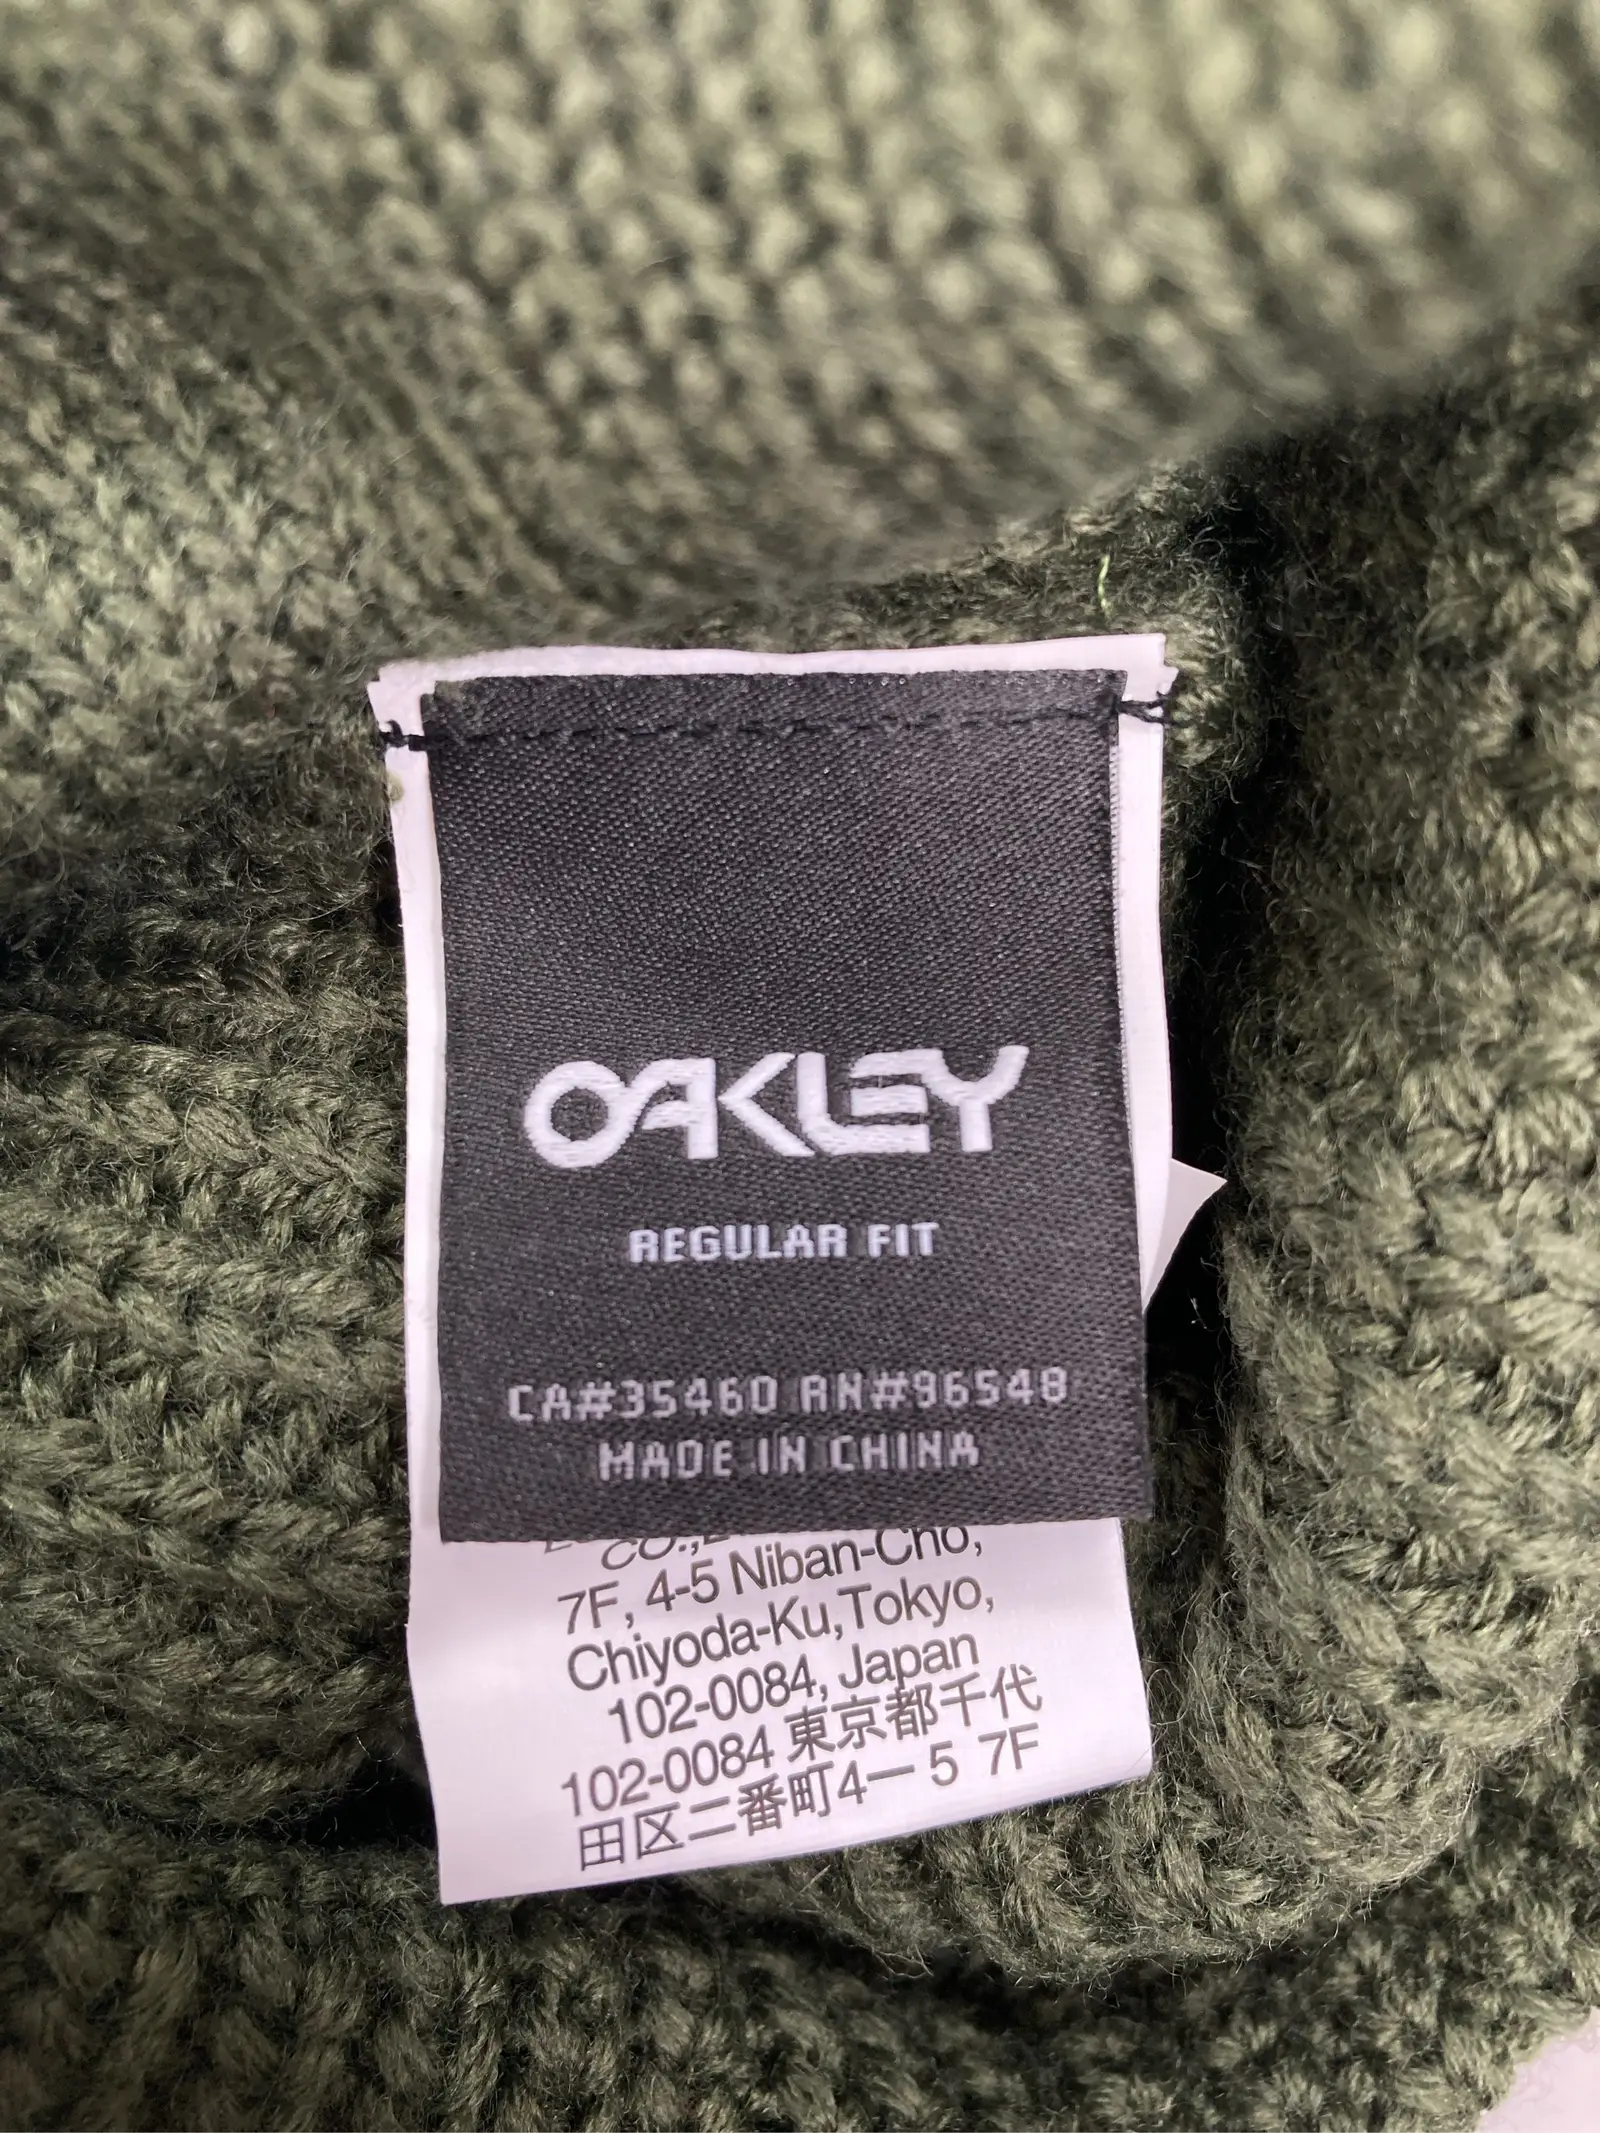 OAKLEY
REGULAR FIT
CA#35460 RN#96548
MADE IN CHINA
CO.,
7F, 4-5 Niban-Cho,
Chiyoda-Ku,Tokyo,
102-0084, Japan
102-0084 東京都千代
田区二番町4ー5 7F